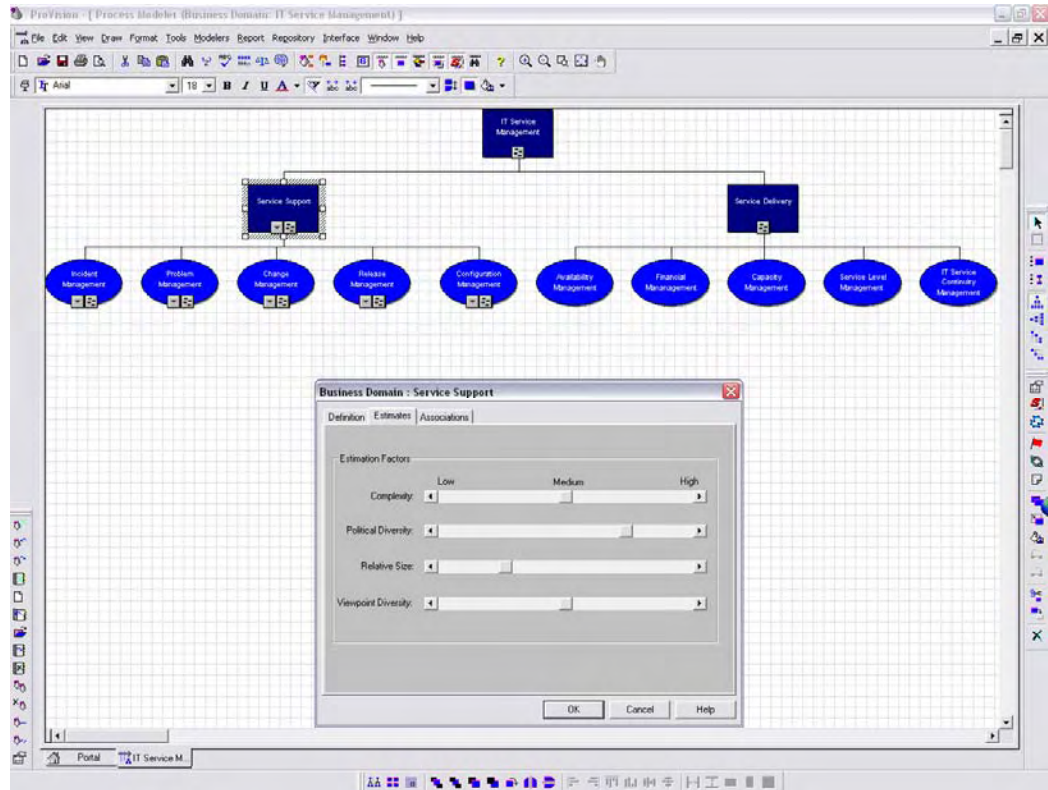 ProVision - [ Process Modeler (Business Domain: IT Service Management) ]
File Edit View Draw Format Tools Modelers Report Repository Interface Window Help
Arial 18 B I U A
IT Service
Management
Service Support
Service Delivery
Incident
Management
Problem
Management
Change
Management
Release
Management
Configuration
Management
Availability
Management
Financial
Mananagement
Capacity
Management
Service Level
Management
IT Service
Continuity
Management
Business Domain : Service Support
Definition Estimates Associations
Estimation Factors
Low Medium High
Complexity:
Political Diversity:
Relative Size:
Viewpoint Diversity:
OK Cancel Help
Portal IT Service M...